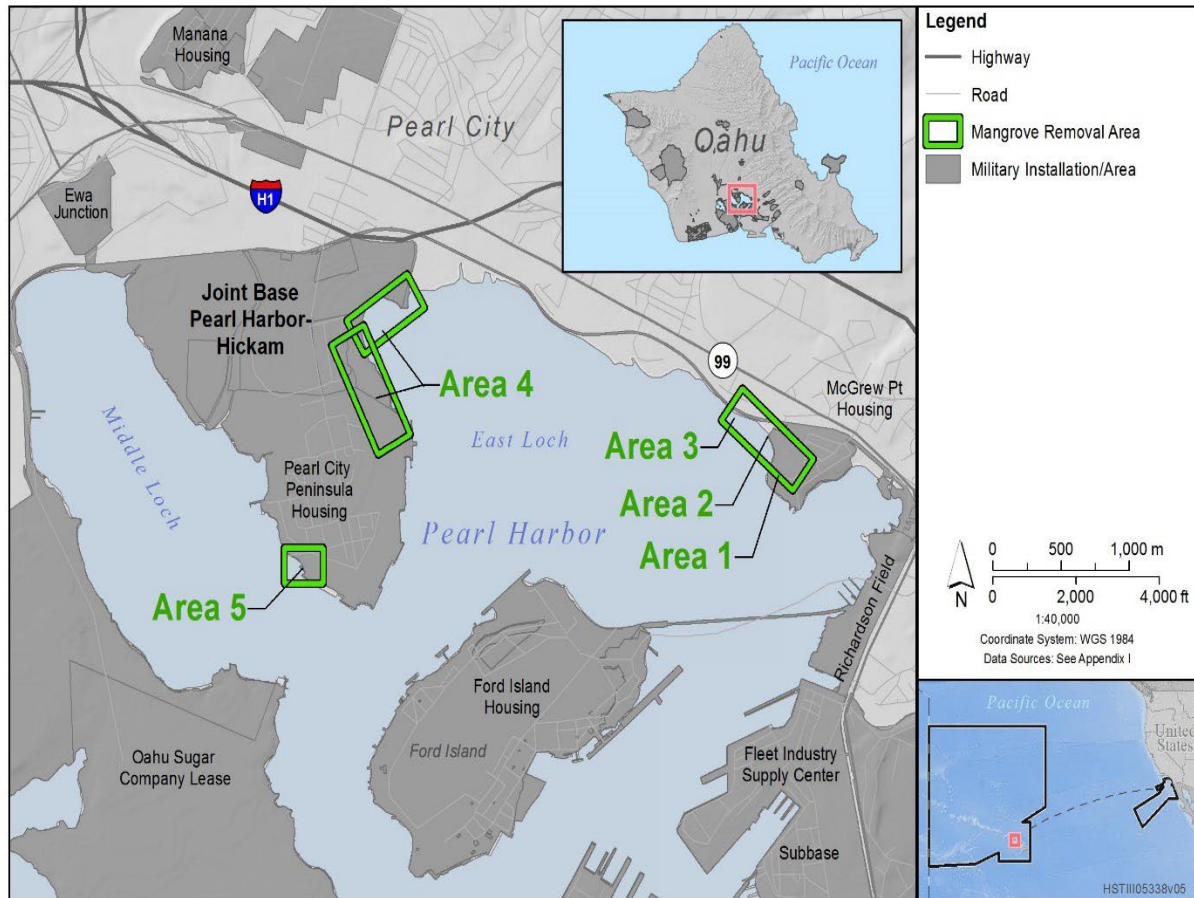 Manana
Housing
Pearl City
Ewa
Junction
H1
Joint Base
Pearl Harbor-
Hickam
Area 4
Middle Loch
East Loch
99
McGrew Pt
Housing
Area 3
Area 2
Area 1
Pearl City
Peninsula
Housing
Pearl Harbor
Area 5
Richardson Field
Ford Island
Housing
Ford Island
Oahu Sugar
Company Lease
Fleet Industry
Supply Center
Subbase
Pacific Ocean
Oahu
Legend
Highway
Road
Mangrove Removal Area
Military Installation/Area
N
0 500 1,000 m
0 2,000 4,000 ft
1:40,000
Coordinate System: WGS 1984
Data Sources: See Appendix I
Pacific Ocean
United
States
HSTIII05338v05